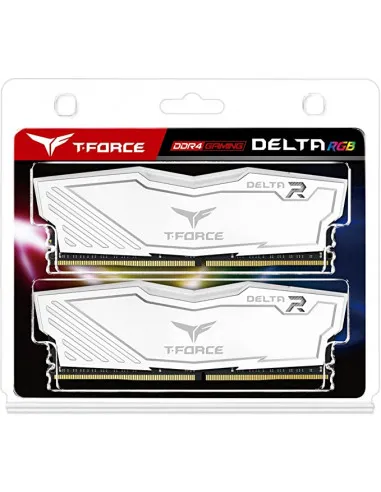 T-FORCE
DDR4 GAMING
DELTA RGB
DELTA R
T-FORCE
DELTA R
T-FORCE